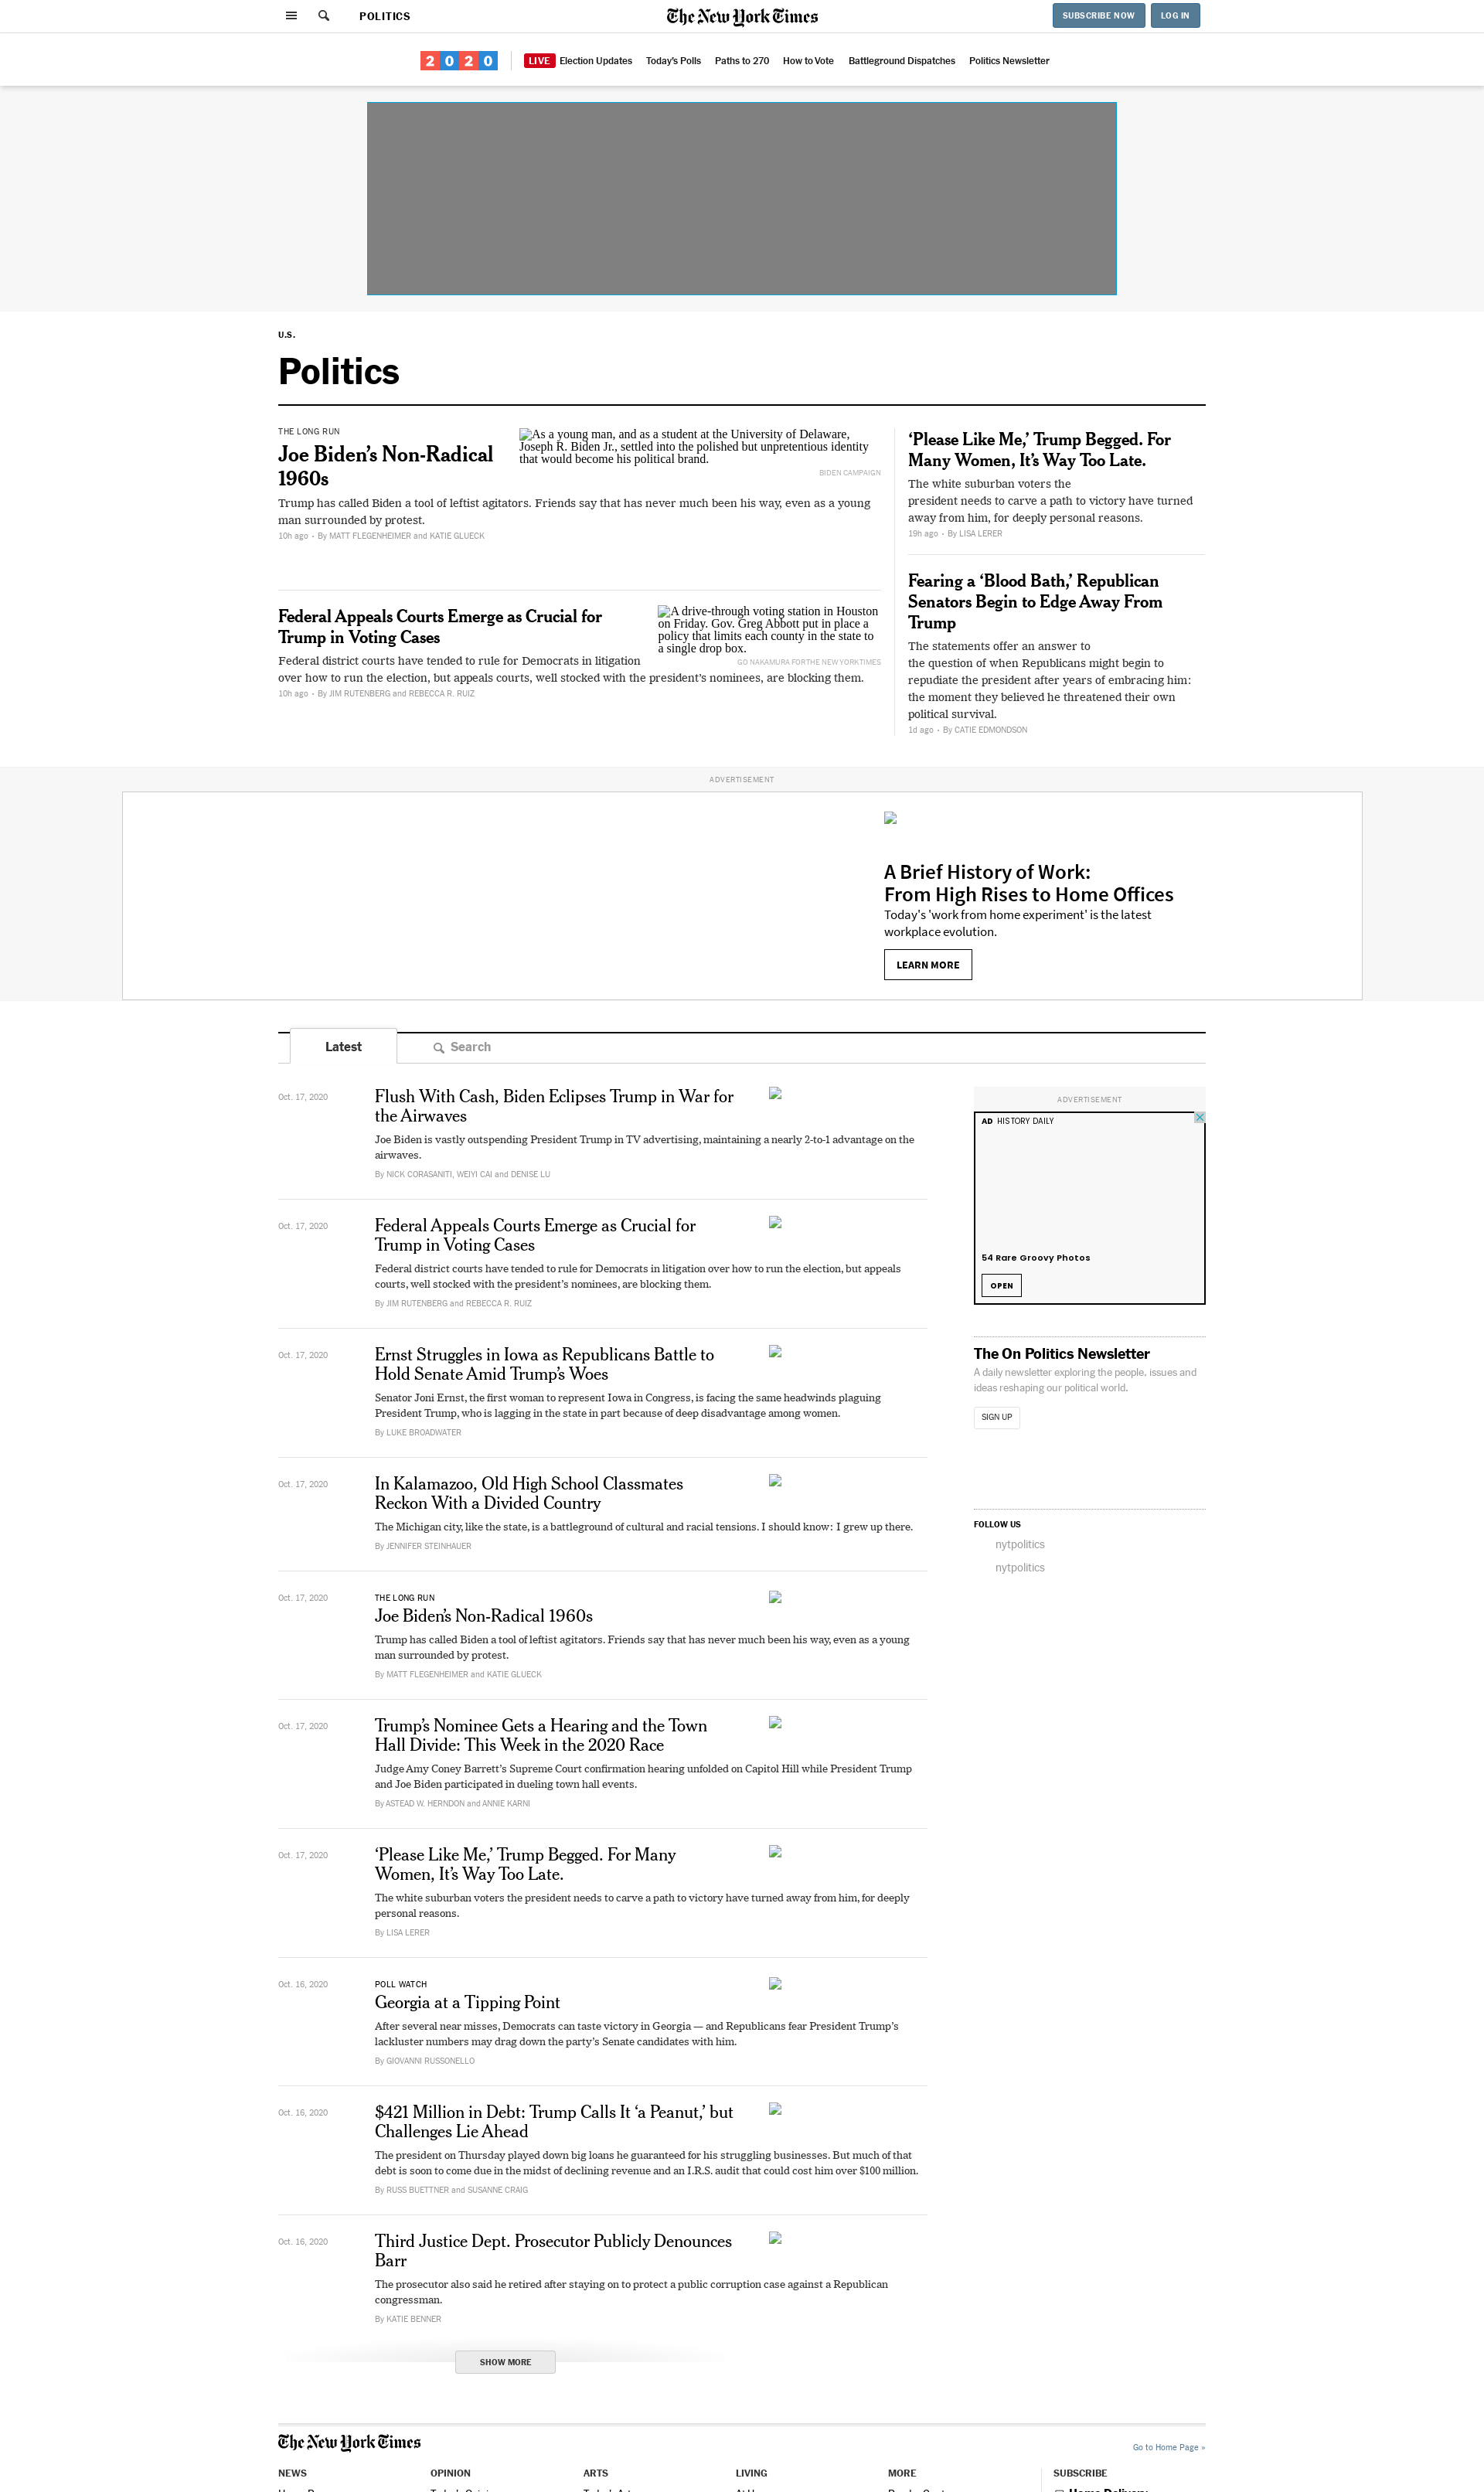 POLITICS
The New York Times
SUBSCRIBE NOW
LOG IN
2020
LIVE Election Updates
Today's Polls
Paths to 270
How to Vote
Battleground Dispatches
Politics Newsletter
U.S.
Politics
THE LONG RUN
Joe Biden’s Non-Radical
1960s
As a young man, and as a student at the University of Delaware,
Joseph R. Biden Jr., settled into the polished but unpretentious identity
that would become his political brand.
BIDEN CAMPAIGN
Trump has called Biden a tool of leftist agitators. Friends say that has never much been his way, even as a young
man surrounded by protest.
10h ago • By MATT FLEGENHEIMER and KATIE GLUECK
Federal Appeals Courts Emerge as Crucial for
Trump in Voting Cases
A drive-through voting station in Houston
on Friday. Gov. Greg Abbott put in place a
policy that limits each county in the state to
a single drop box.
GO NAKAMURA FOR THE NEW YORK TIMES
Federal district courts have tended to rule for Democrats in litigation
over how to run the election, but appeals courts, well stocked with the president’s nominees, are blocking them.
10h ago • By JIM RUTENBERG and REBECCA R. RUIZ
‘Please Like Me,’ Trump Begged. For
Many Women, It’s Way Too Late.
The white suburban voters the
president needs to carve a path to victory have turned
away from him, for deeply personal reasons.
19h ago • By LISA LERER
Fearing a ‘Blood Bath,’ Republican
Senators Begin to Edge Away From
Trump
The statements offer an answer to
the question of when Republicans might begin to
repudiate the president after years of embracing him:
the moment they believed he threatened their own
political survival.
1d ago • By CATIE EDMONDSON
ADVERTISEMENT
A Brief History of Work:
From High Rises to Home Offices
Today's 'work from home experiment' is the latest
workplace evolution.
LEARN MORE
Latest
Search
Oct. 17, 2020
Flush With Cash, Biden Eclipses Trump in War for
the Airwaves
Joe Biden is vastly outspending President Trump in TV advertising, maintaining a nearly 2-to-1 advantage on the
airwaves.
By NICK CORASANITI, WEIYI CAI and DENISE LU
Oct. 17, 2020
Federal Appeals Courts Emerge as Crucial for
Trump in Voting Cases
Federal district courts have tended to rule for Democrats in litigation over how to run the election, but appeals
courts, well stocked with the president’s nominees, are blocking them.
By JIM RUTENBERG and REBECCA R. RUIZ
Oct. 17, 2020
Ernst Struggles in Iowa as Republicans Battle to
Hold Senate Amid Trump’s Woes
Senator Joni Ernst, the first woman to represent Iowa in Congress, is facing the same headwinds plaguing
President Trump, who is lagging in the state in part because of deep disadvantage among women.
By LUKE BROADWATER
Oct. 17, 2020
In Kalamazoo, Old High School Classmates
Reckon With a Divided Country
The Michigan city, like the state, is a battleground of cultural and racial tensions. I should know: I grew up there.
By JENNIFER STEINHAUER
Oct. 17, 2020
THE LONG RUN
Joe Biden’s Non-Radical 1960s
Trump has called Biden a tool of leftist agitators. Friends say that has never much been his way, even as a young
man surrounded by protest.
By MATT FLEGENHEIMER and KATIE GLUECK
Oct. 17, 2020
Trump’s Nominee Gets a Hearing and the Town
Hall Divide: This Week in the 2020 Race
Judge Amy Coney Barrett’s Supreme Court confirmation hearing unfolded on Capitol Hill while President Trump
and Joe Biden participated in dueling town hall events.
By ASTEAD W. HERNDON and ANNIE KARNI
Oct. 17, 2020
‘Please Like Me,’ Trump Begged. For Many
Women, It’s Way Too Late.
The white suburban voters the president needs to carve a path to victory have turned away from him, for deeply
personal reasons.
By LISA LERER
Oct. 16, 2020
POLL WATCH
Georgia at a Tipping Point
After several near misses, Democrats can taste victory in Georgia — and Republicans fear President Trump’s
lackluster numbers may drag down the party’s Senate candidates with him.
By GIOVANNI RUSSONELLO
Oct. 16, 2020
$421 Million in Debt: Trump Calls It ‘a Peanut,’ but
Challenges Lie Ahead
The president on Thursday played down big loans he guaranteed for his struggling businesses. But much of that
debt is soon to come due in the midst of declining revenue and an I.R.S. audit that could cost him over $100 million.
By RUSS BUETTNER and SUSANNE CRAIG
Oct. 16, 2020
Third Justice Dept. Prosecutor Publicly Denounces
Barr
The prosecutor also said he retired after staying on to protect a public corruption case against a Republican
congressman.
By KATIE BENNER
SHOW MORE
ADVERTISEMENT
AD HISTORY DAILY
54 Rare Groovy Photos
OPEN
The On Politics Newsletter
A daily newsletter exploring the people, issues and
ideas reshaping our political world.
SIGN UP
FOLLOW US
nytpolitics
nytpolitics
The New York Times
Go to Home Page »
NEWS
OPINION
ARTS
LIVING
MORE
SUBSCRIBE